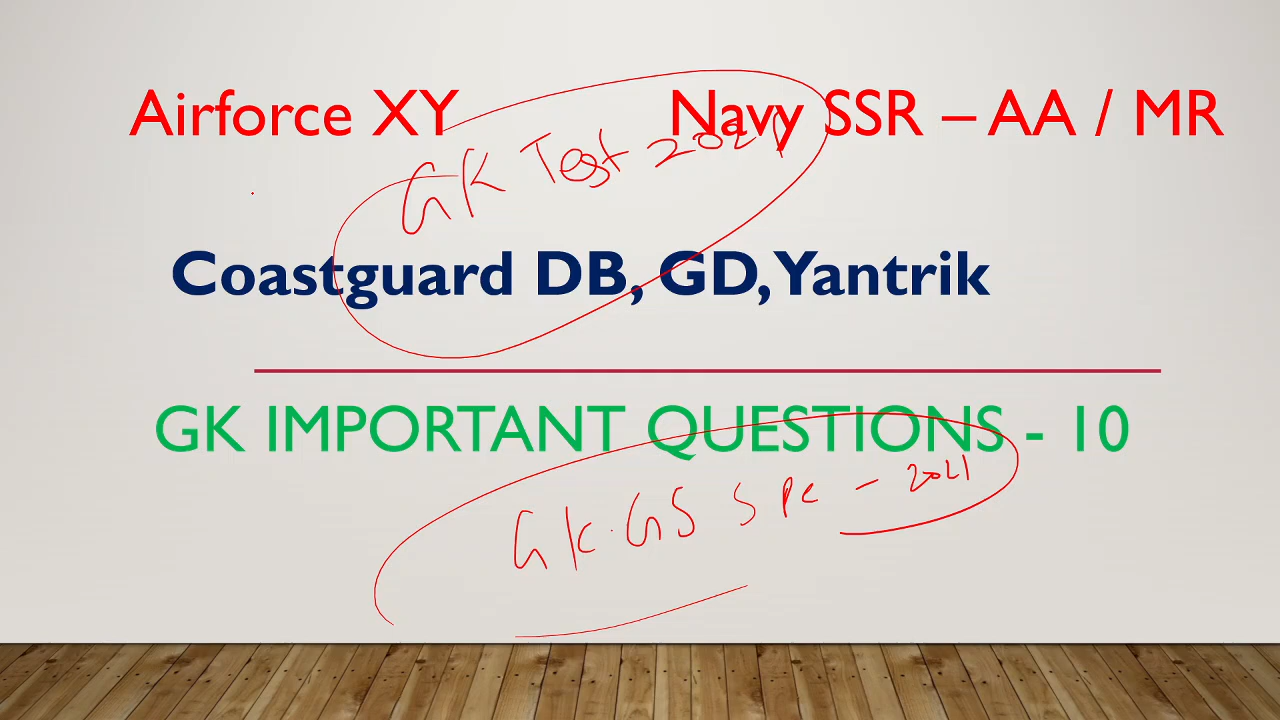 Airforce XY Navy SSR – AA / MR
GK Test 2021
Coastguard DB, GD,Yantrik
GK IMPORTANT QUESTIONS - 10
GK.GS Spe - 2021